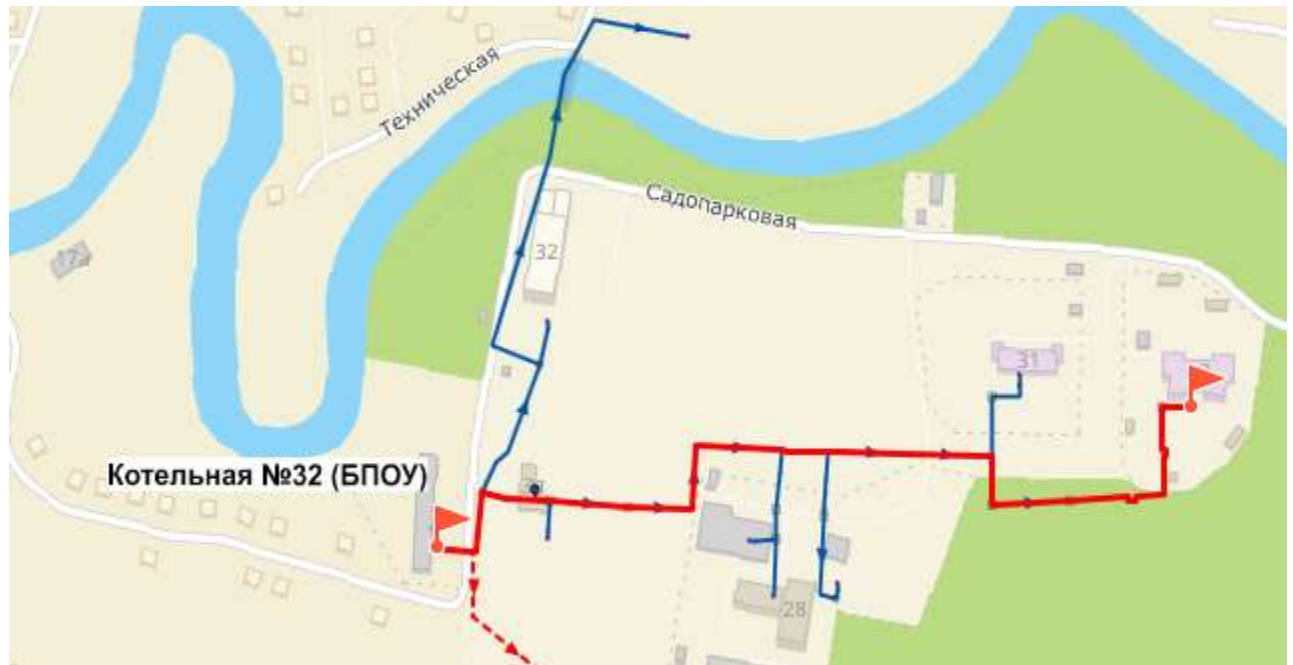 Техническая
Садопарковая
32
31
Котельная №32 (БПОУ)
28